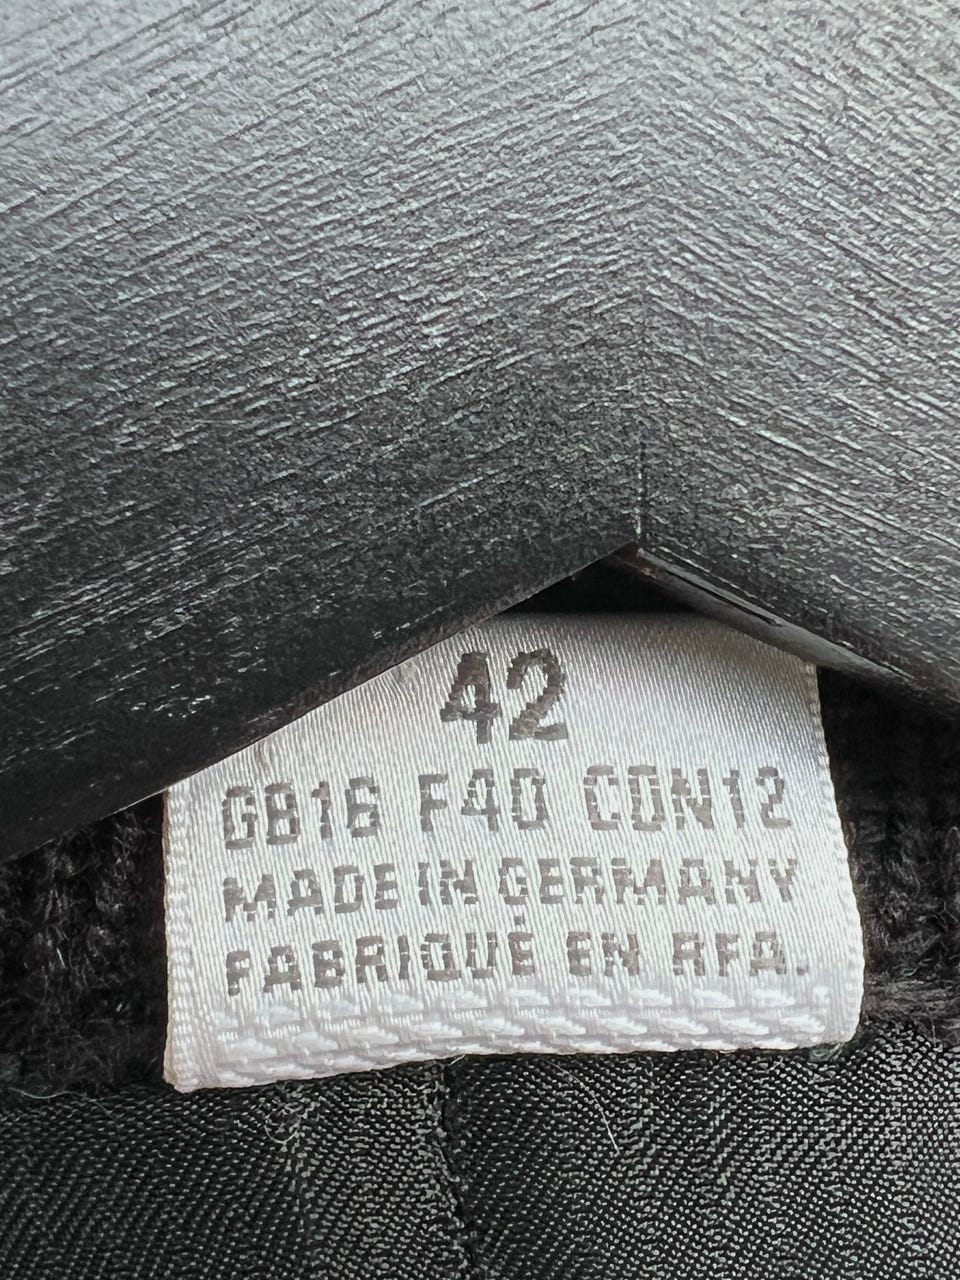 42
GB16 F40 CDN12
MADE IN GERMANY
FABRIQUÉ EN RFA.